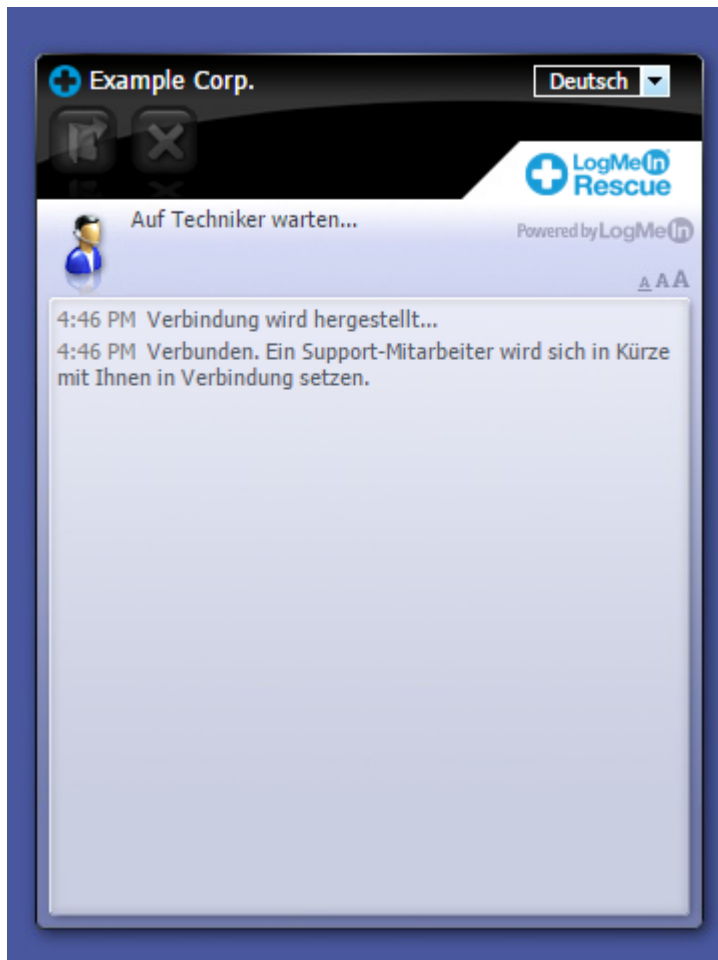 Example Corp.
Deutsch
LogMeIn
Rescue
Auf Techniker warten...
Powered by LogMeIn
A A A
4:46 PM Verbindung wird hergestellt...
4:46 PM Verbunden. Ein Support-Mitarbeiter wird sich in Kürze
mit Ihnen in Verbindung setzen.